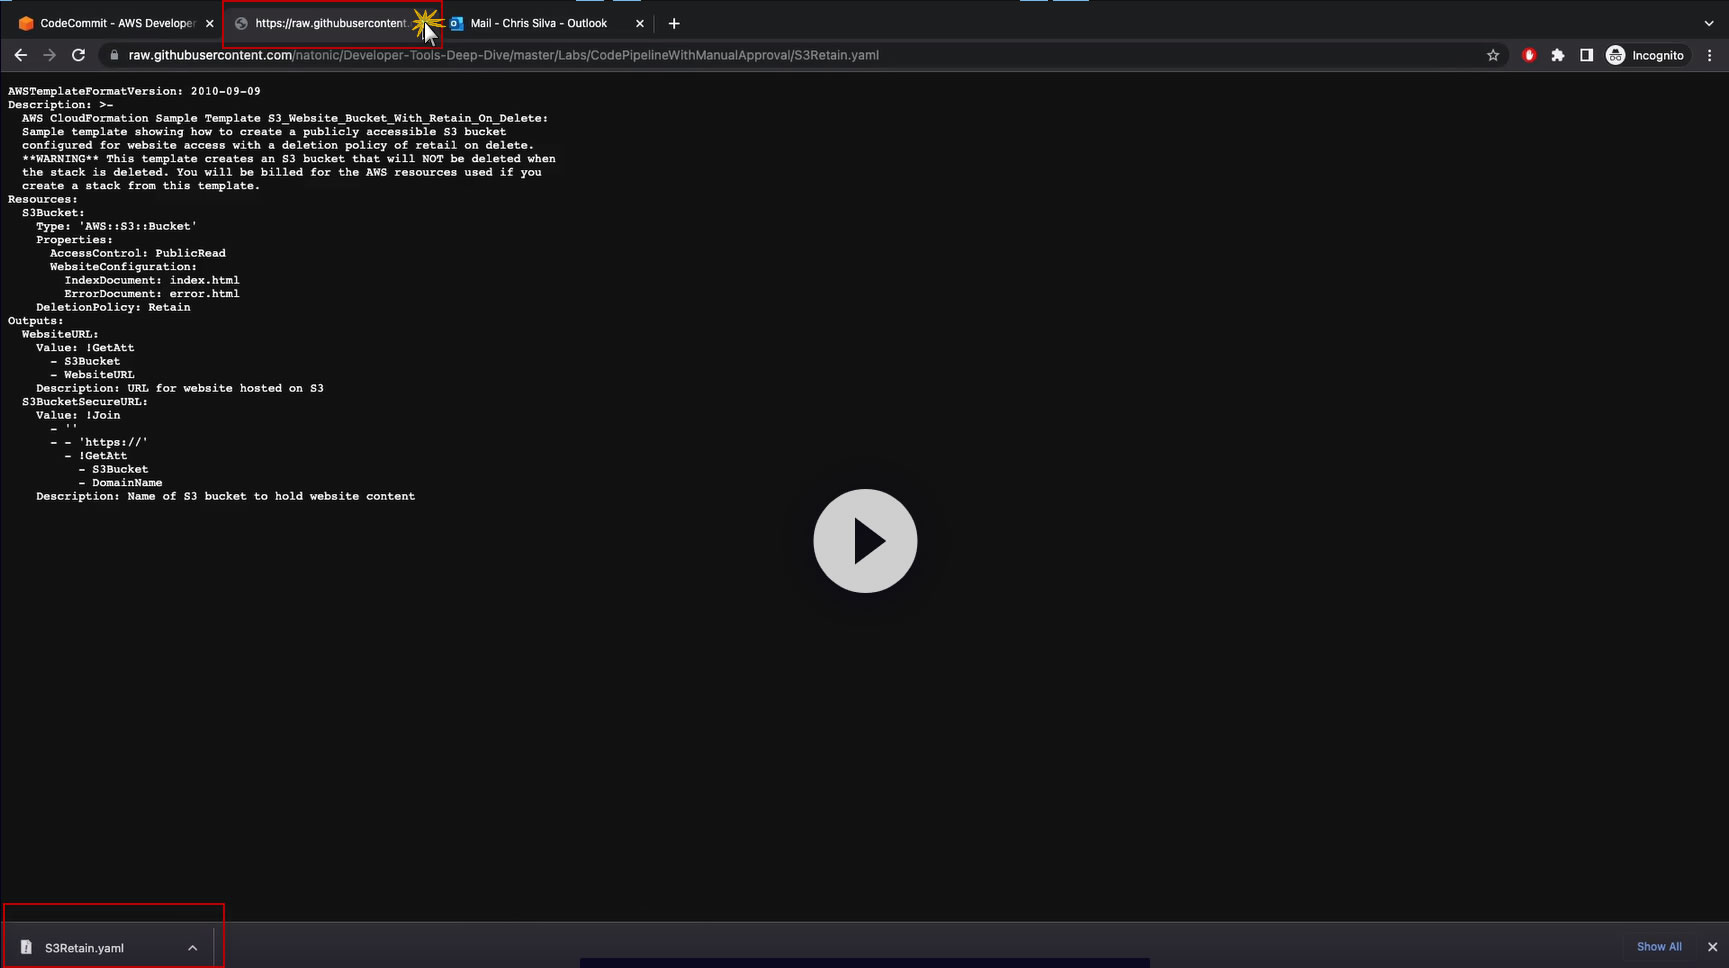 CodeCommit - AWS Developer
https://raw.githubusercontent.
Mail - Chris Silva - Outlook
raw.githubusercontent.com/natonic/Developer-Tools-Deep-Dive/master/Labs/CodePipelineWithManualApproval/S3Retain.yaml
Incognito
AWSTemplateFormatVersion: 2010-09-09
Description: >-
  AWS CloudFormation Sample Template S3_Website_Bucket_With_Retain_On_Delete:
  Sample template showing how to create a publicly accessible S3 bucket
  configured for website access with a deletion policy of retail on delete.
  **WARNING** This template creates an S3 bucket that will NOT be deleted when
  the stack is deleted. You will be billed for the AWS resources used if you
  create a stack from this template.
Resources:
  S3Bucket:
    Type: 'AWS::S3::Bucket'
    Properties:
      AccessControl: PublicRead
      WebsiteConfiguration:
        IndexDocument: index.html
        ErrorDocument: error.html
    DeletionPolicy: Retain
Outputs:
  WebsiteURL:
    Value: !GetAtt
      - S3Bucket
      - WebsiteURL
    Description: URL for website hosted on S3
  S3BucketSecureURL:
    Value: !Join
      - ''
      - - 'https://'
        - !GetAtt
          - S3Bucket
          - DomainName
    Description: Name of S3 bucket to hold website content
S3Retain.yaml
Show All